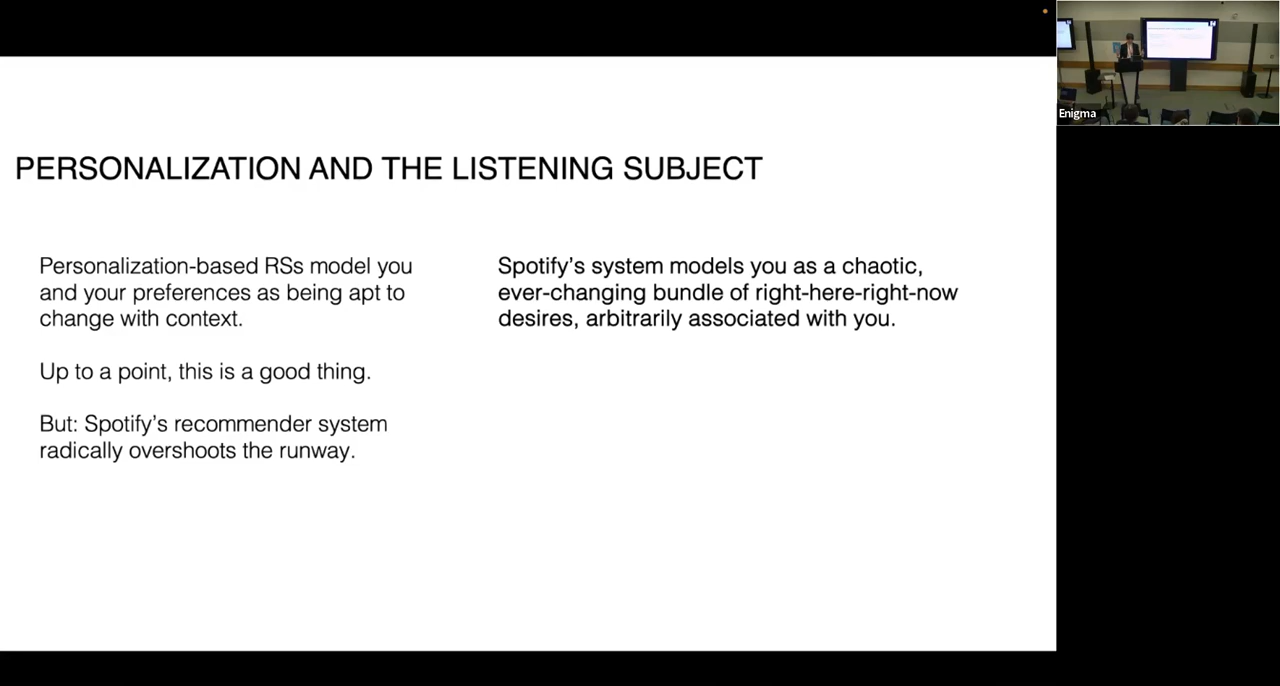 PERSONALIZATION AND THE LISTENING SUBJECT
Personalization-based RSs model you
and your preferences as being apt to
change with context.
Up to a point, this is a good thing.
But: Spotify's recommender system
radically overshoots the runway.
Spotify's system models you as a chaotic,
ever-changing bundle of right-here-right-now
desires, arbitrarily associated with you.
Enigma